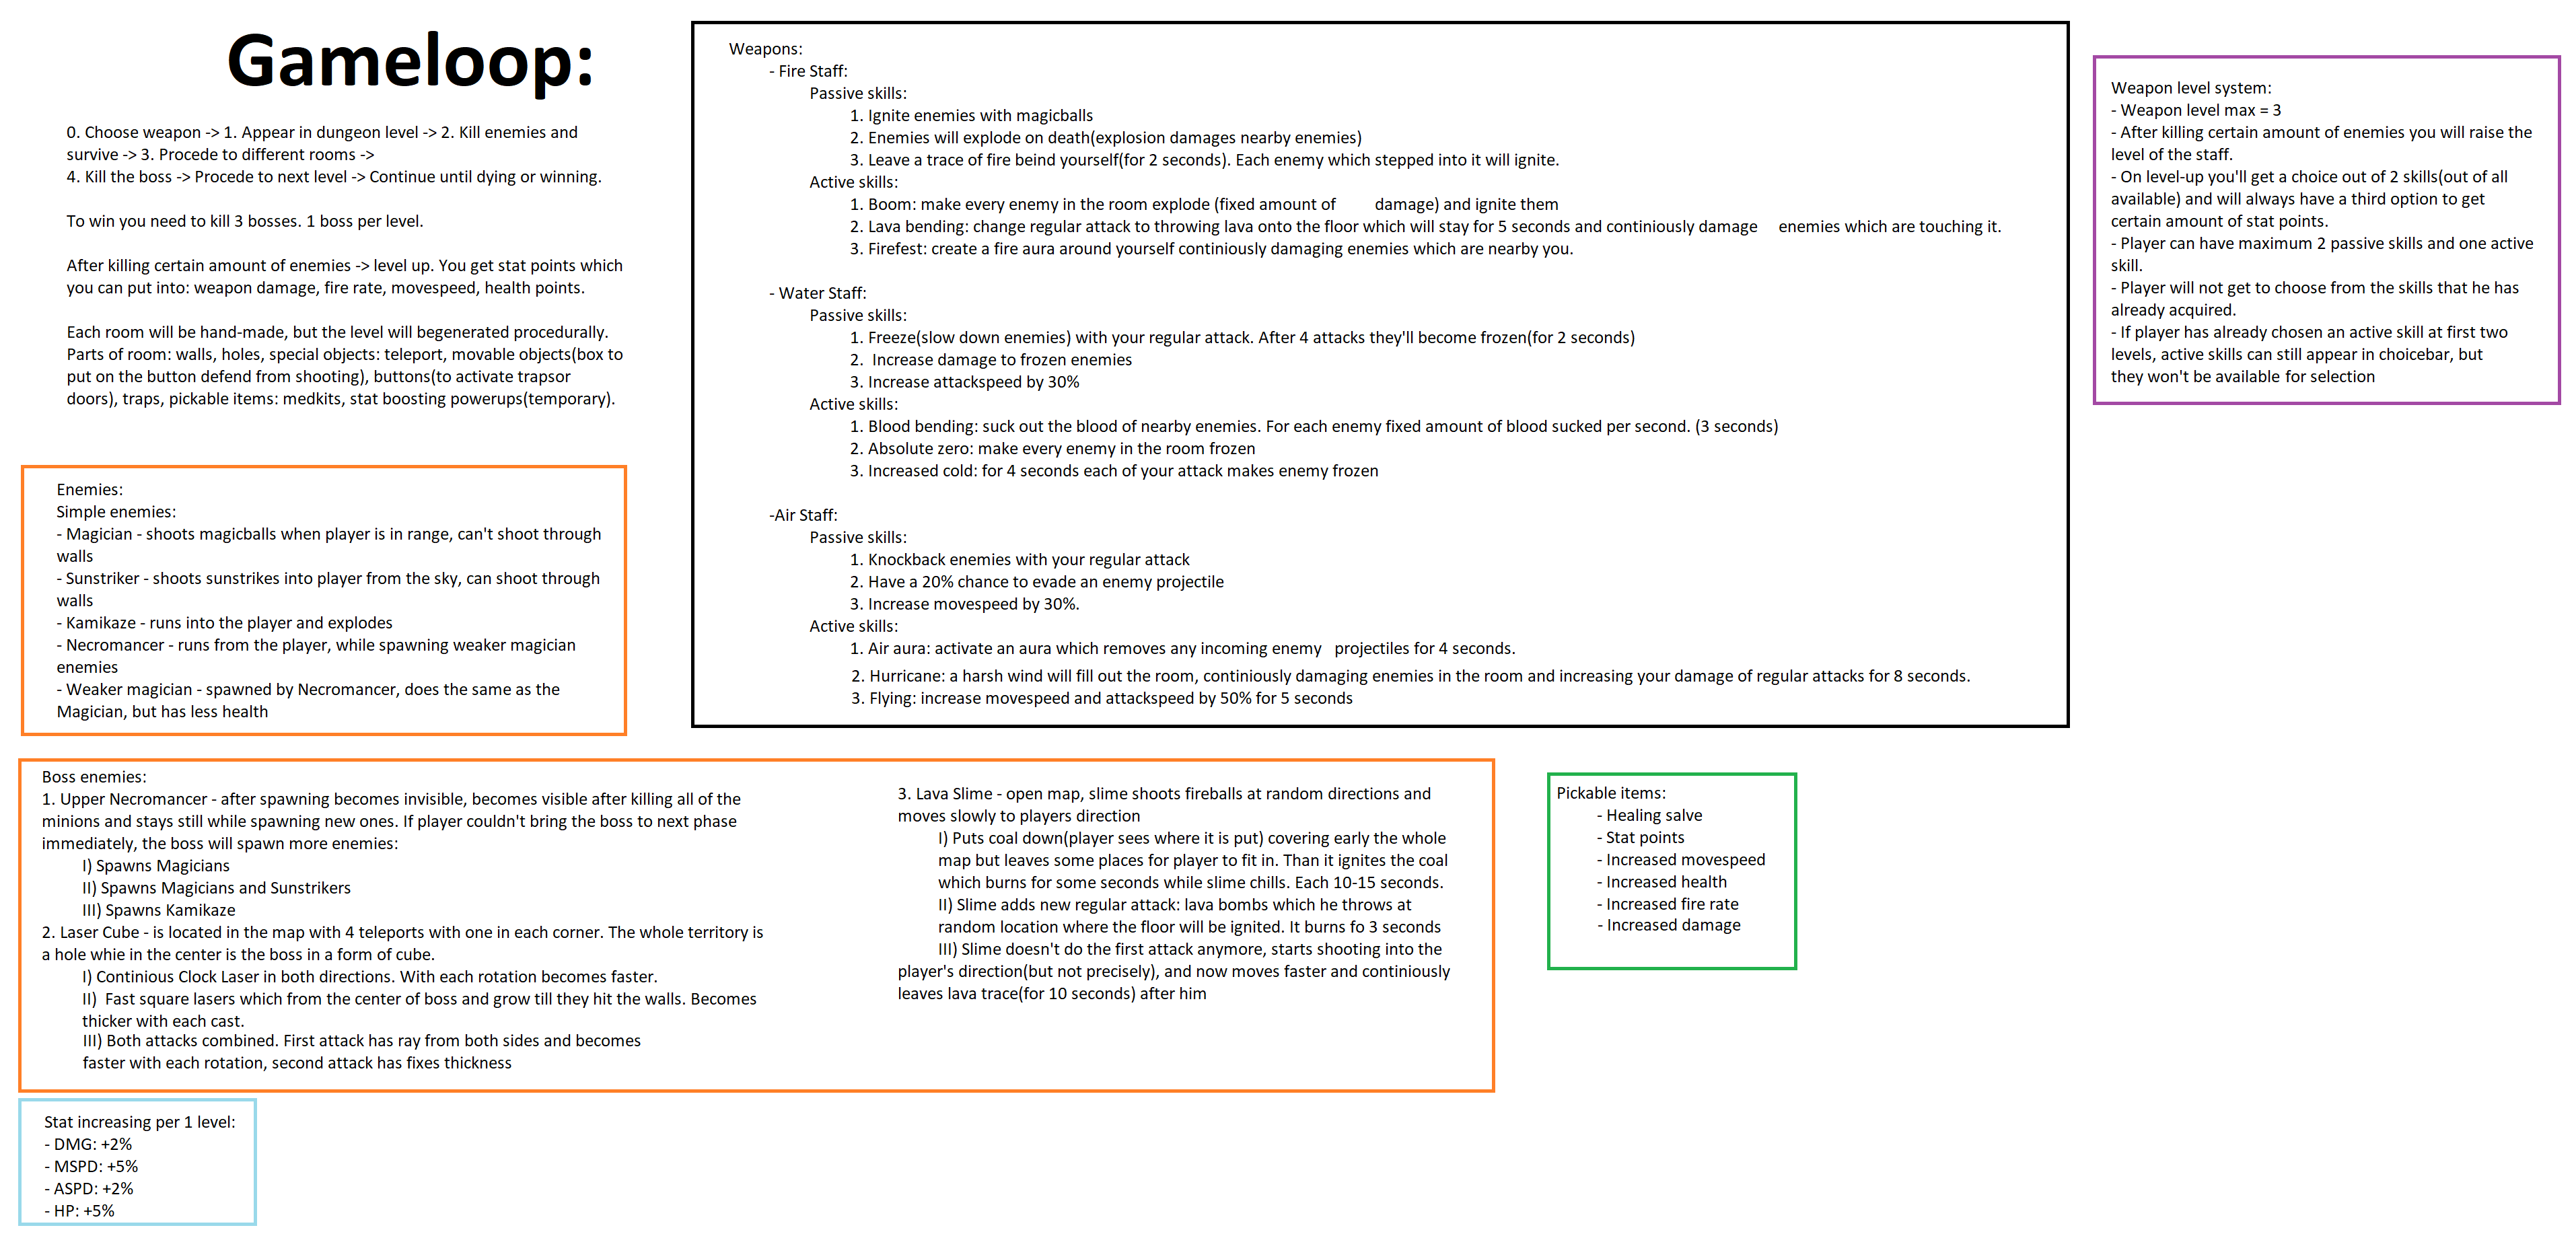 Gameloop:
0. Choose weapon -> 1. Appear in dungeon level -> 2. Kill enemies and
survive -> 3. Procede to different rooms ->
4. Kill the boss -> Procede to next level -> Continue until dying or winning.
To win you need to kill 3 bosses. 1 boss per level.
After killing certain amount of enemies -> level up. You get stat points which
you can put into: weapon damage, fire rate, movespeed, health points.
Each room will be hand-made, but the level will begenerated procedurally.
Parts of room: walls, holes, special objects: teleport, movable objects(box to
put on the button defend from shooting), buttons(to activate trapsor
doors), traps, pickable items: medkits, stat boosting powerups(temporary).
Weapons:
- Fire Staff:
Passive skills:
1. Ignite enemies with magicballs
2. Enemies will explode on death(explosion damages nearby enemies)
3. Leave a trace of fire beind yourself(for 2 seconds). Each enemy which stepped into it will ignite.
Active skills:
1. Boom: make every enemy in the room explode (fixed amount of damage) and ignite them
2. Lava bending: change regular attack to throwing lava onto the floor which will stay for 5 seconds and continiously damage enemies which are touching it.
3. Firefest: create a fire aura around yourself continiously damaging enemies which are nearby you.
- Water Staff:
Passive skills:
1. Freeze(slow down enemies) with your regular attack. After 4 attacks they'll become frozen(for 2 seconds)
2. Increase damage to frozen enemies
3. Increase attackspeed by 30%
Active skills:
1. Blood bending: suck out the blood of nearby enemies. For each enemy fixed amount of blood sucked per second. (3 seconds)
2. Absolute zero: make every enemy in the room frozen
3. Increased cold: for 4 seconds each of your attack makes enemy frozen
-Air Staff:
Passive skills:
1. Knockback enemies with your regular attack
2. Have a 20% chance to evade an enemy projectile
3. Increase movespeed by 30%.
Active skills:
1. Air aura: activate an aura which removes any incoming enemy projectiles for 4 seconds.
2. Hurricane: a harsh wind will fill out the room, continiously damaging enemies in the room and increasing your damage of regular attacks for 8 seconds.
3. Flying: increase movespeed and attackspeed by 50% for 5 seconds
Weapon level system:
- Weapon level max = 3
- After killing certain amount of enemies you will raise the
level of the staff.
- On level-up you'll get a choice out of 2 skills(out of all
available) and will always have a third option to get
certain amount of stat points.
- Player can have maximum 2 passive skills and one active
skill.
- Player will not get to choose from the skills that he has
already acquired.
- If player has already chosen an active skill at first two
levels, active skills can still appear in choicebar, but
they won't be available for selection
Enemies:
Simple enemies:
- Magician - shoots magicballs when player is in range, can't shoot through
walls
- Sunstriker - shoots sunstrikes into player from the sky, can shoot through
walls
- Kamikaze - runs into the player and explodes
- Necromancer - runs from the player, while spawning weaker magician
enemies
- Weaker magician - spawned by Necromancer, does the same as the
Magician, but has less health
Boss enemies:
1. Upper Necromancer - after spawning becomes invisible, becomes visible after killing all of the
minions and stays still while spawning new ones. If player couldn't bring the boss to next phase
immediately, the boss will spawn more enemies:
I) Spawns Magicians
II) Spawns Magicians and Sunstrikers
III) Spawns Kamikaze
2. Laser Cube - is located in the map with 4 teleports with one in each corner. The whole territory is
a hole whie in the center is the boss in a form of cube.
I) Continious Clock Laser in both directions. With each rotation becomes faster.
II) Fast square lasers which from the center of boss and grow till they hit the walls. Becomes
thicker with each cast.
III) Both attacks combined. First attack has ray from both sides and becomes
faster with each rotation, second attack has fixes thickness
3. Lava Slime - open map, slime shoots fireballs at random directions and
moves slowly to players direction
I) Puts coal down(player sees where it is put) covering early the whole
map but leaves some places for player to fit in. Than it ignites the coal
which burns for some seconds while slime chills. Each 10-15 seconds.
II) Slime adds new regular attack: lava bombs which he throws at
random location where the floor will be ignited. It burns fo 3 seconds
III) Slime doesn't do the first attack anymore, starts shooting into the
player's direction(but not precisely), and now moves faster and continiously
leaves lava trace(for 10 seconds) after him
Pickable items:
- Healing salve
- Stat points
- Increased movespeed
- Increased health
- Increased fire rate
- Increased damage
Stat increasing per 1 level:
- DMG: +2%
- MSPD: +5%
- ASPD: +2%
- HP: +5%